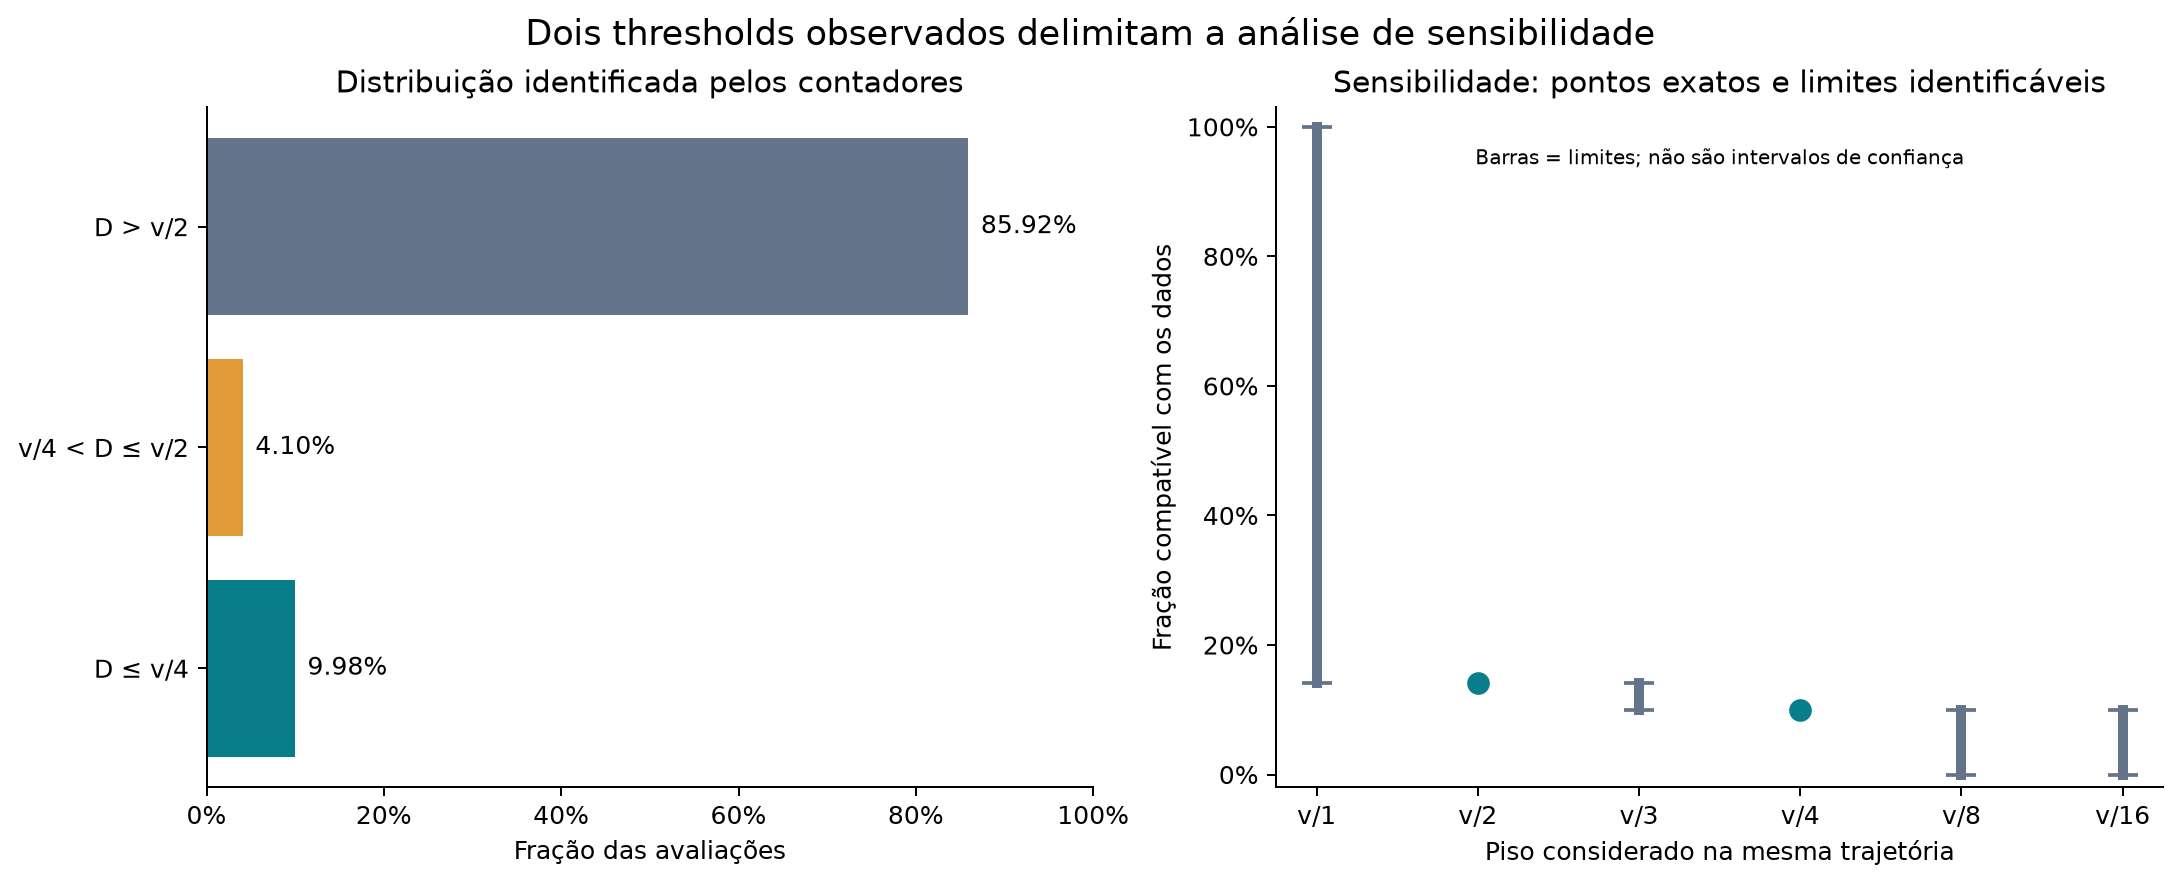 Dois thresholds observados delimitam a análise de sensibilidade
Distribuição identificada pelos contadores
D > v/2
85.92%
v/4 < D ≤ v/2
4.10%
D ≤ v/4
9.98%
0%
20%
40%
60%
80%
100%
Fração das avaliações
Sensibilidade: pontos exatos e limites identificáveis
Barras = limites; não são intervalos de confiança
Fração compatível com os dados
100%
80%
60%
40%
20%
0%
v/1
v/2
v/3
v/4
v/8
v/16
Piso considerado na mesma trajetória